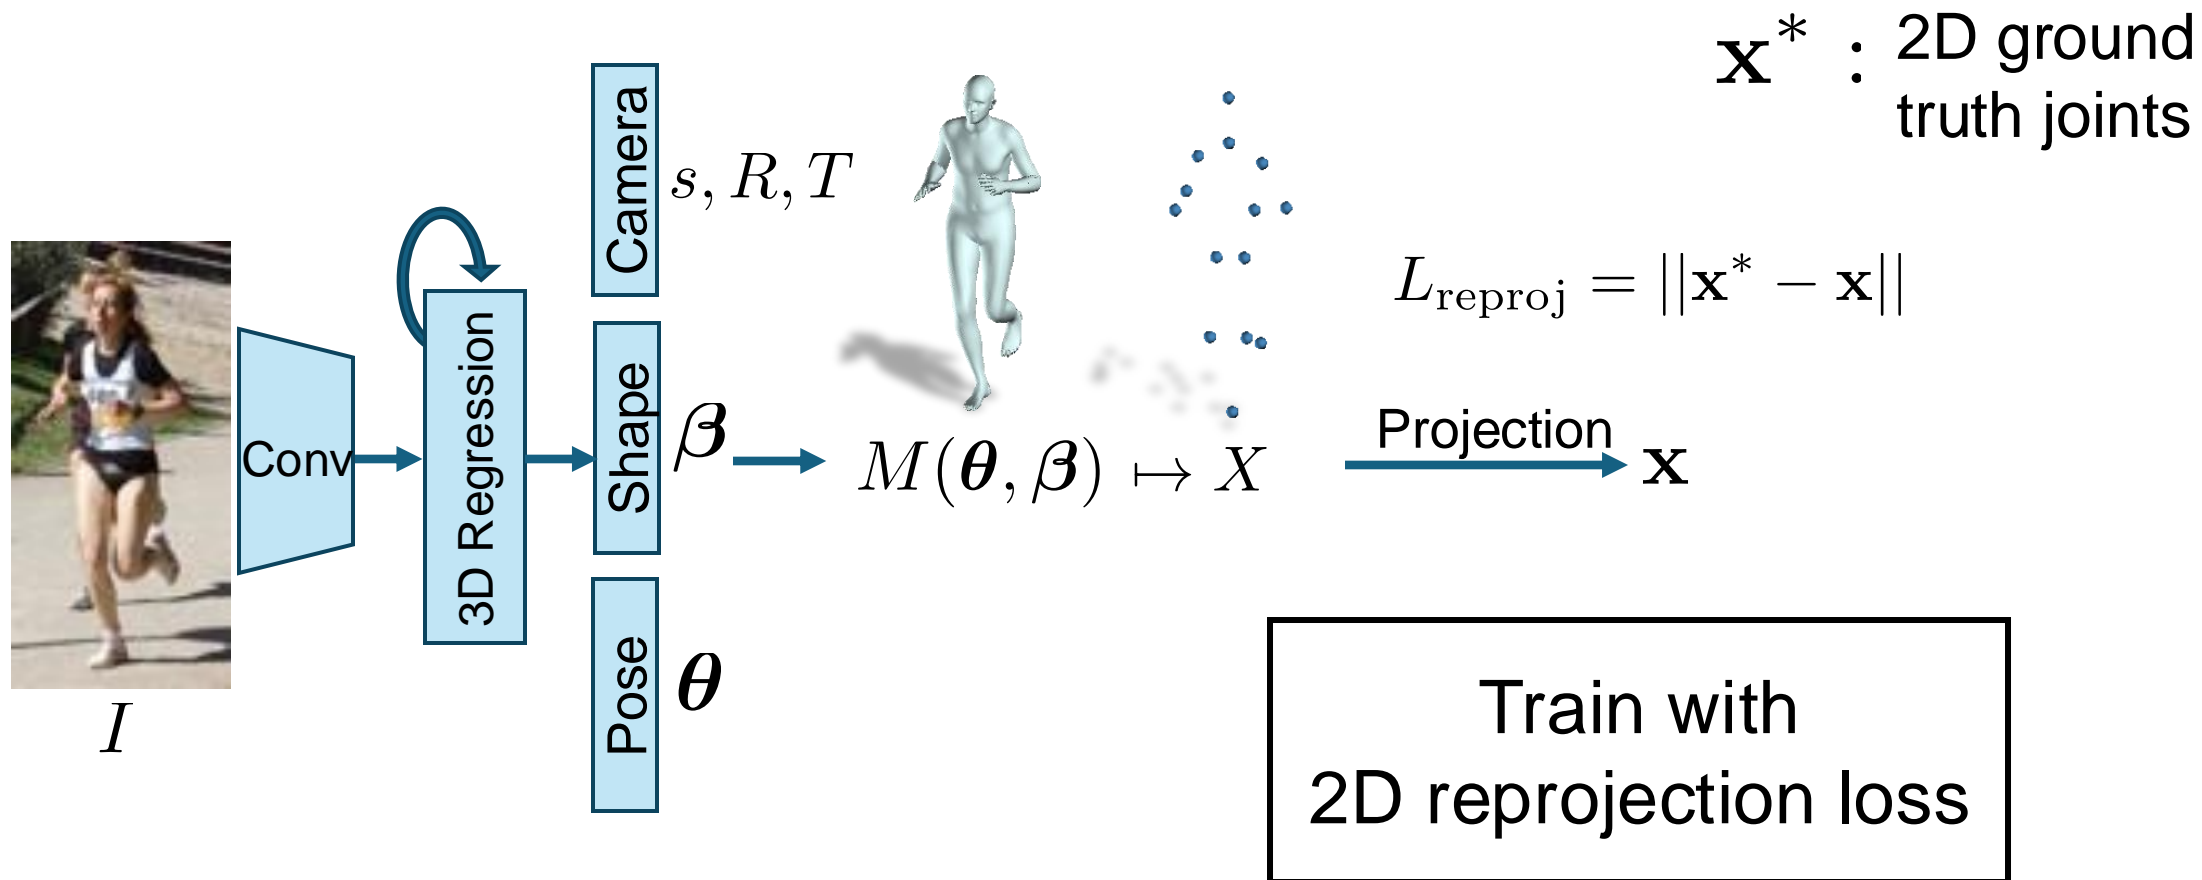 I
Conv
3D Regression
Camera
s, R, T
Shape
β
Pose
θ
M(θ, β) ↦ X
Projection
x
L_reproj = ||x* − x||
x* : 2D ground
truth joints
Train with
2D reprojection loss